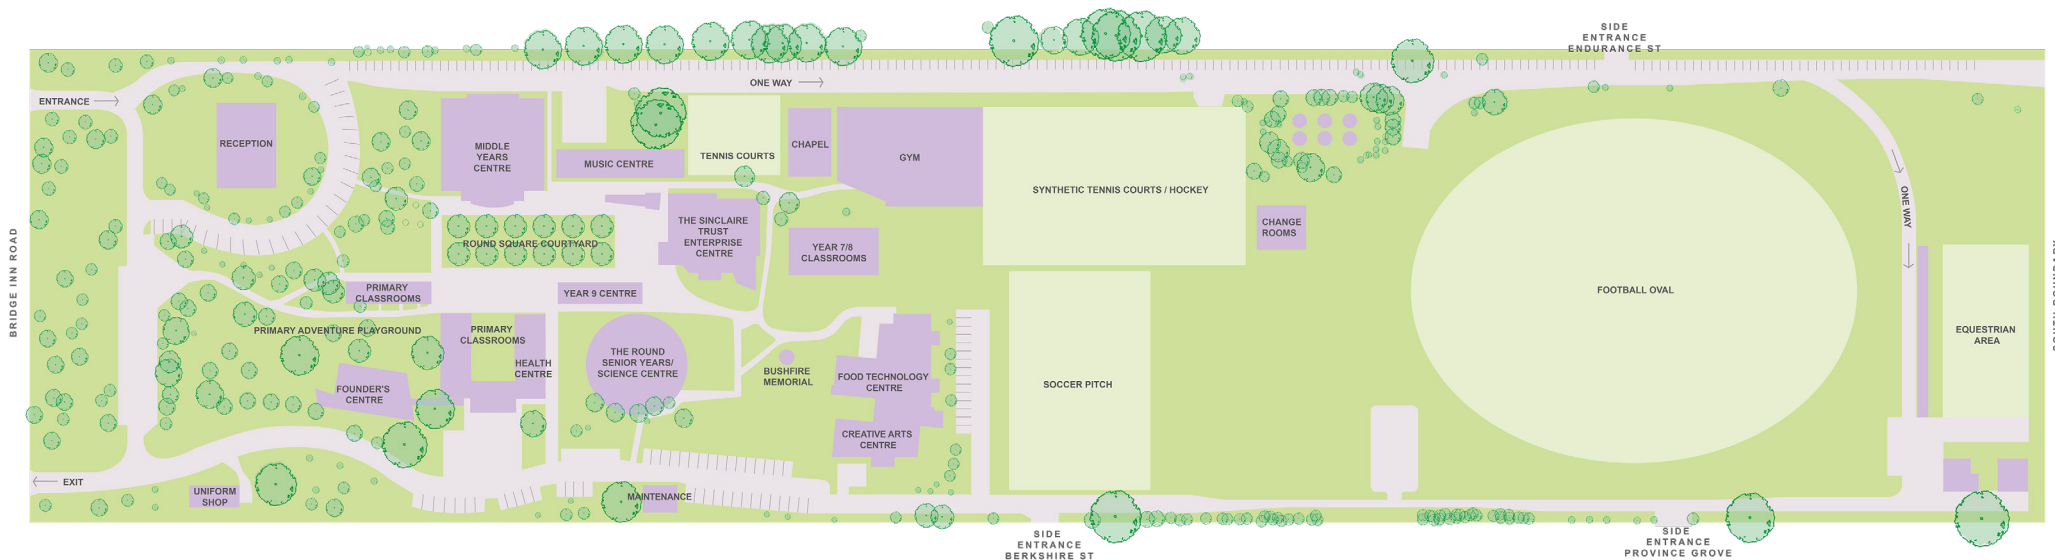 SIDE
ENTRANCE
ENDURANCE ST
ONE WAY
ENTRANCE
RECEPTION
MIDDLE
YEARS
CENTRE
MUSIC CENTRE
TENNIS COURTS
CHAPEL
GYM
SYNTHETIC TENNIS COURTS / HOCKEY
CHANGE
ROOMS
ONE WAY
THE SINCLAIRE
TRUST
ENTERPRISE
CENTRE
ROUND SQUARE COURTYARD
YEAR 7/8
CLASSROOMS
BRIDGE INN ROAD
PRIMARY
CLASSROOMS
YEAR 9 CENTRE
FOOTBALL OVAL
SOUTH BOUNDARY
PRIMARY ADVENTURE PLAYGROUND
PRIMARY
CLASSROOMS
HEALTH
CENTRE
THE ROUND
SENIOR YEARS/
SCIENCE CENTRE
BUSHFIRE
MEMORIAL
FOOD TECHNOLOGY
CENTRE
SOCCER PITCH
EQUESTRIAN
AREA
FOUNDER'S
CENTRE
CREATIVE ARTS
CENTRE
EXIT
UNIFORM
SHOP
MAINTENANCE
SIDE
ENTRANCE
BERKSHIRE ST
SIDE
ENTRANCE
PROVINCE GROVE